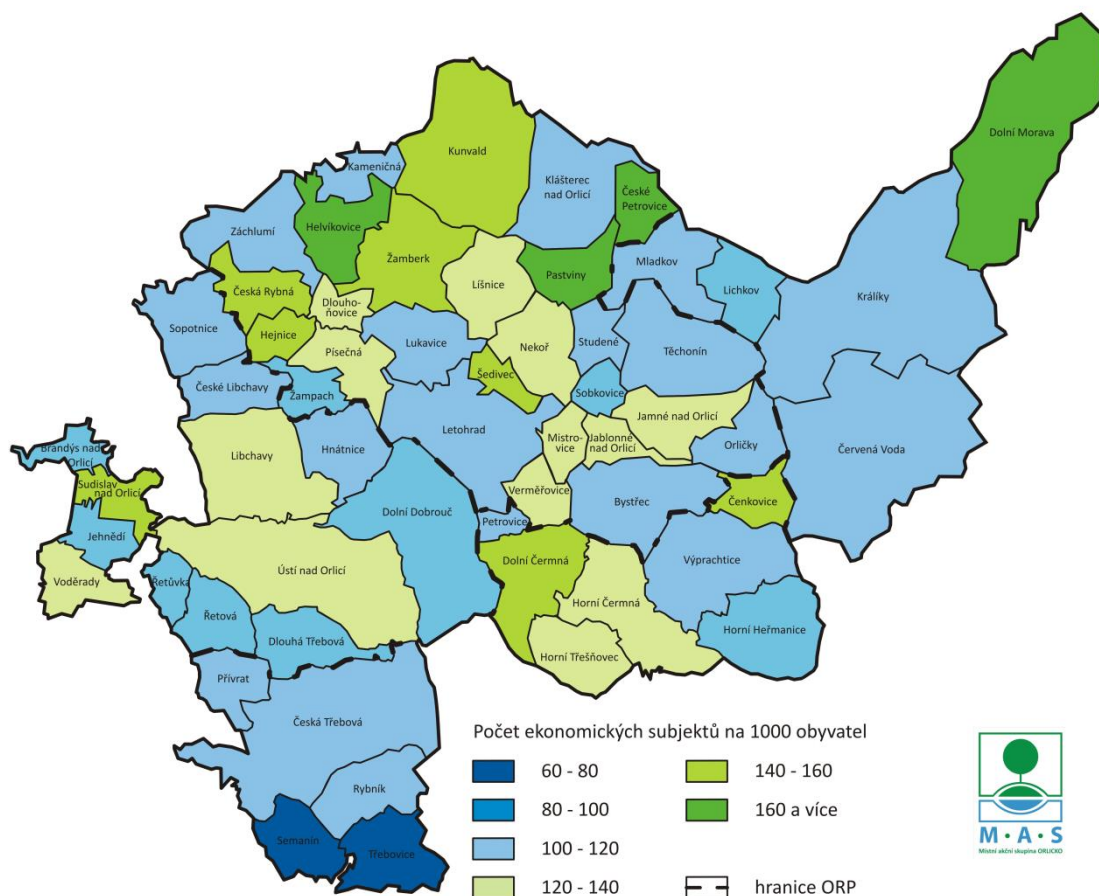 Dolní Morava
Kunvald
Kameničná
Klášterec
nad Orlicí
České
Petrovice
Helvíkovice
Záchlumí
Žamberk
Mladkov
Líšnice
Pastviny
Lichkov
Králíky
Česká Rybná
Dlouho-
ňovice
Sopotnice
Hejnice
Písečná
Lukavice
Nekoř
Studené
Těchonín
Šedivec
České Libchavy
Žampach
Sobkovice
Letohrad
Jamné nad Orlicí
Brandýs nad
Orlicí
Libchavy
Hnátnice
Mistro-
vice
Jablonné
nad Orlicí
Orličky
Červená Voda
Sudislav
nad Orlicí
Verměřovice
Bystřec
Čenkovice
Dolní Dobrouč
Petrovice
Jehnědí
Dolní Čermná
Výprachtice
Ústí nad Orlicí
Voděrady
Řetůvka
Horní Čermná
Řetová
Dlouhá Třebová
Horní Heřmanice
Horní Třešňovec
Přívrat
Česká Třebová
Rybník
Semanín
Třebovice
Počet ekonomických subjektů na 1000 obyvatel
60 - 80
80 - 100
100 - 120
120 - 140
140 - 160
160 a více
hranice ORP
M · A · S
Místní akční skupina ORLICKO